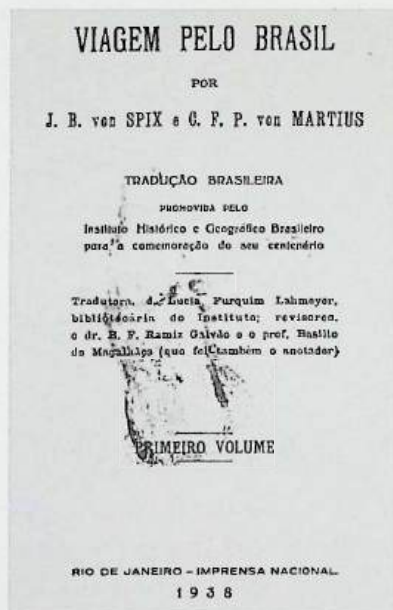 VIAGEM PELO BRASIL
POR
J. B. von SPIX e C. F. P. von MARTIUS
TRADUÇÃO BRASILEIRA
PROMOVIDA PELO
Instituto Histórico e Geográfico Brasileiro
para a comemoração do seu centenário
Tradutora, d. Lucia Furquim Lahmeyer,
bibliotecária do Instituto; revisores,
o dr. B. F. Ramiz Galvão e o prof. Basilio
de Magalhães (que foi também o anotador)
PRIMEIRO VOLUME
RIO DE JANEIRO – IMPRENSA NACIONAL
1938